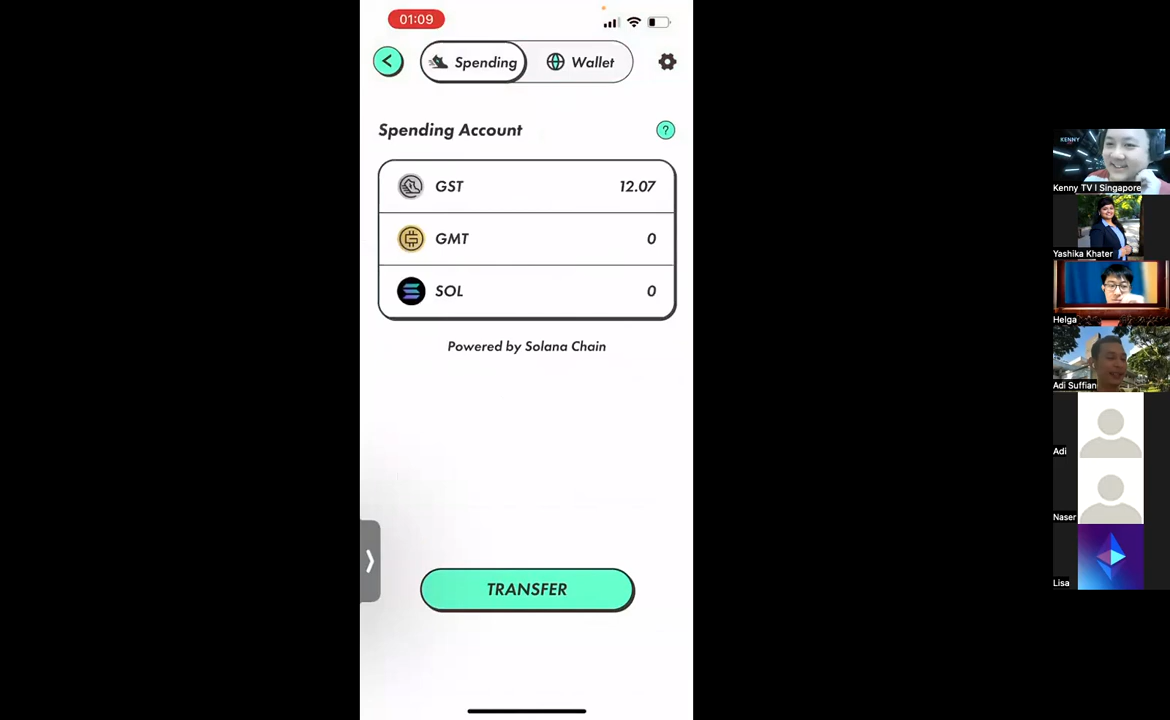 01:09
Spending
Wallet
Spending Account
?
GST 12.07
GMT 0
SOL 0
Powered by Solana Chain
TRANSFER
KENNY
Kenny TV I Singapore
Yashika Khater
Helga
Adi Suffian
Adi
Naser
Lisa